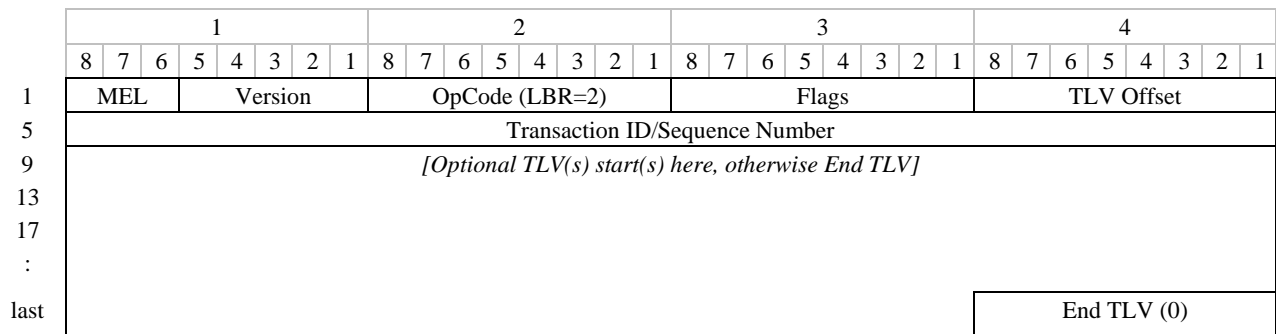 1 2 3 4
8 7 6 5 4 3 2 1 8 7 6 5 4 3 2 1 8 7 6 5 4 3 2 1 8 7 6 5 4 3 2 1
1 MEL Version OpCode (LBR=2) Flags TLV Offset
5 Transaction ID/Sequence Number
9 [Optional TLV(s) start(s) here, otherwise End TLV]
13
17
:
last End TLV (0)